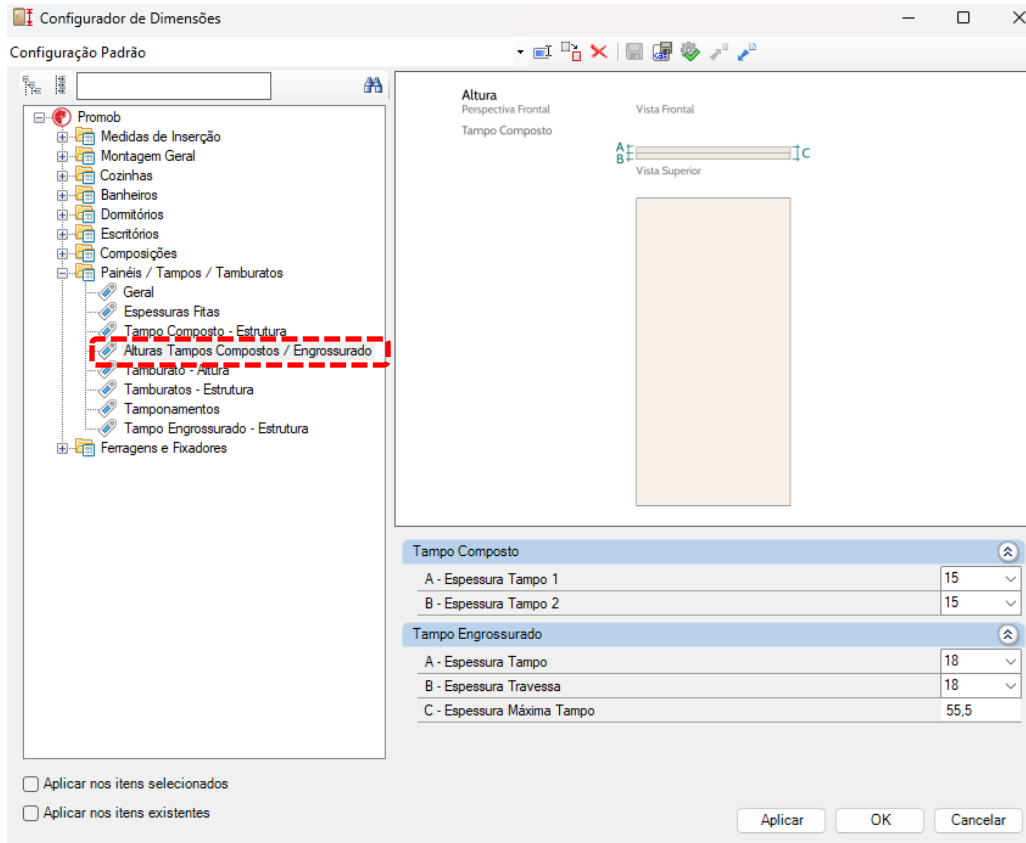 Configurador de Dimensões
Configuração Padrão
Promob
Medidas de Inserção
Montagem Geral
Cozinhas
Banheiros
Dormitórios
Escritórios
Composições
Painéis / Tampos / Tamburatos
Geral
Espessuras Fitas
Tampo Composto - Estrutura
Alturas Tampos Compostos / Engrossurado
Tamburato - Altura
Tamburatos - Estrutura
Tamponamentos
Tampo Engrossurado - Estrutura
Ferragens e Fixadores
Aplicar nos itens selecionados
Aplicar nos itens existentes
Altura
Perspectiva Frontal Vista Frontal
Tampo Composto
A
B
C
Vista Superior
Tampo Composto
A - Espessura Tampo 1 15
B - Espessura Tampo 2 15
Tampo Engrossurado
A - Espessura Tampo 18
B - Espessura Travessa 18
C - Espessura Máxima Tampo 55,5
Aplicar OK Cancelar